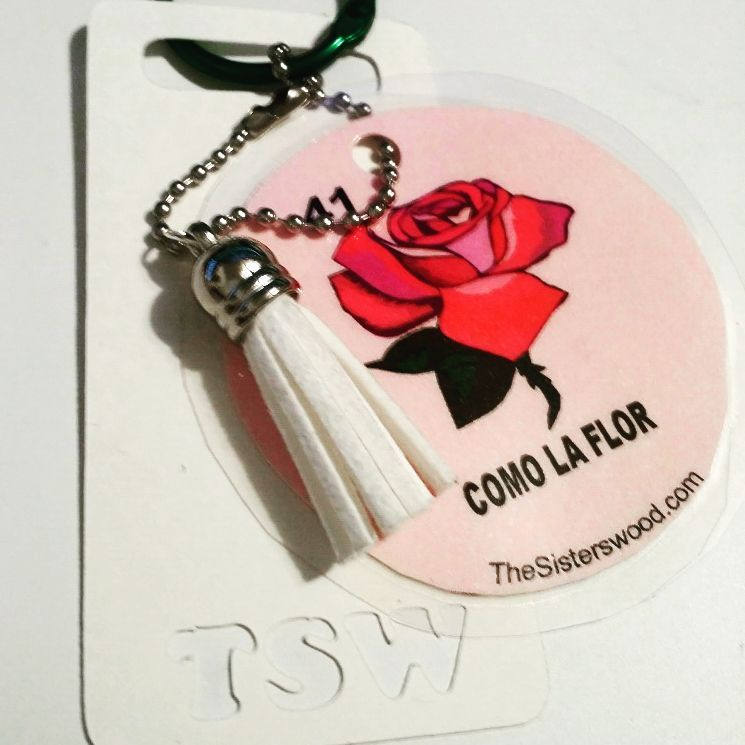 41
COMO LA FLOR
TheSisterswood.com
TSW